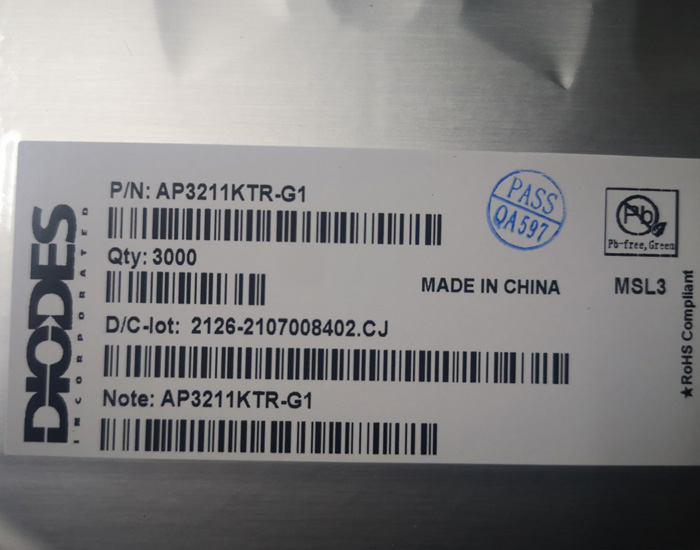 DIODES
INCORPORATED
P/N: AP3211KTR-G1
Qty: 3000
D/C-lot: 2126-2107008402.CJ
Note: AP3211KTR-G1
PASS
QA597
MADE IN CHINA
Pb
Pb-free, Green
MSL3
★RoHS Compliant